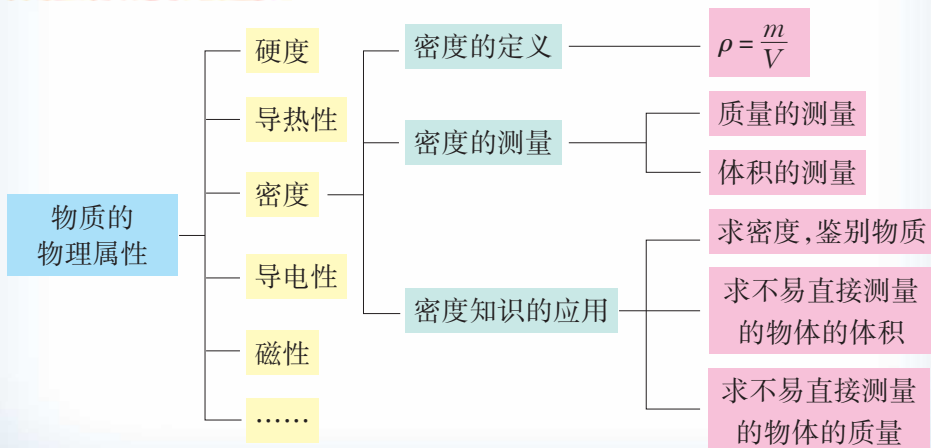 物质的
物理属性
硬度
导热性
密度
导电性
磁性
……
密度的定义
密度的测量
密度知识的应用
ρ = m/V
质量的测量
体积的测量
求密度,鉴别物质
求不易直接测量
的物体的体积
求不易直接测量
的物体的质量